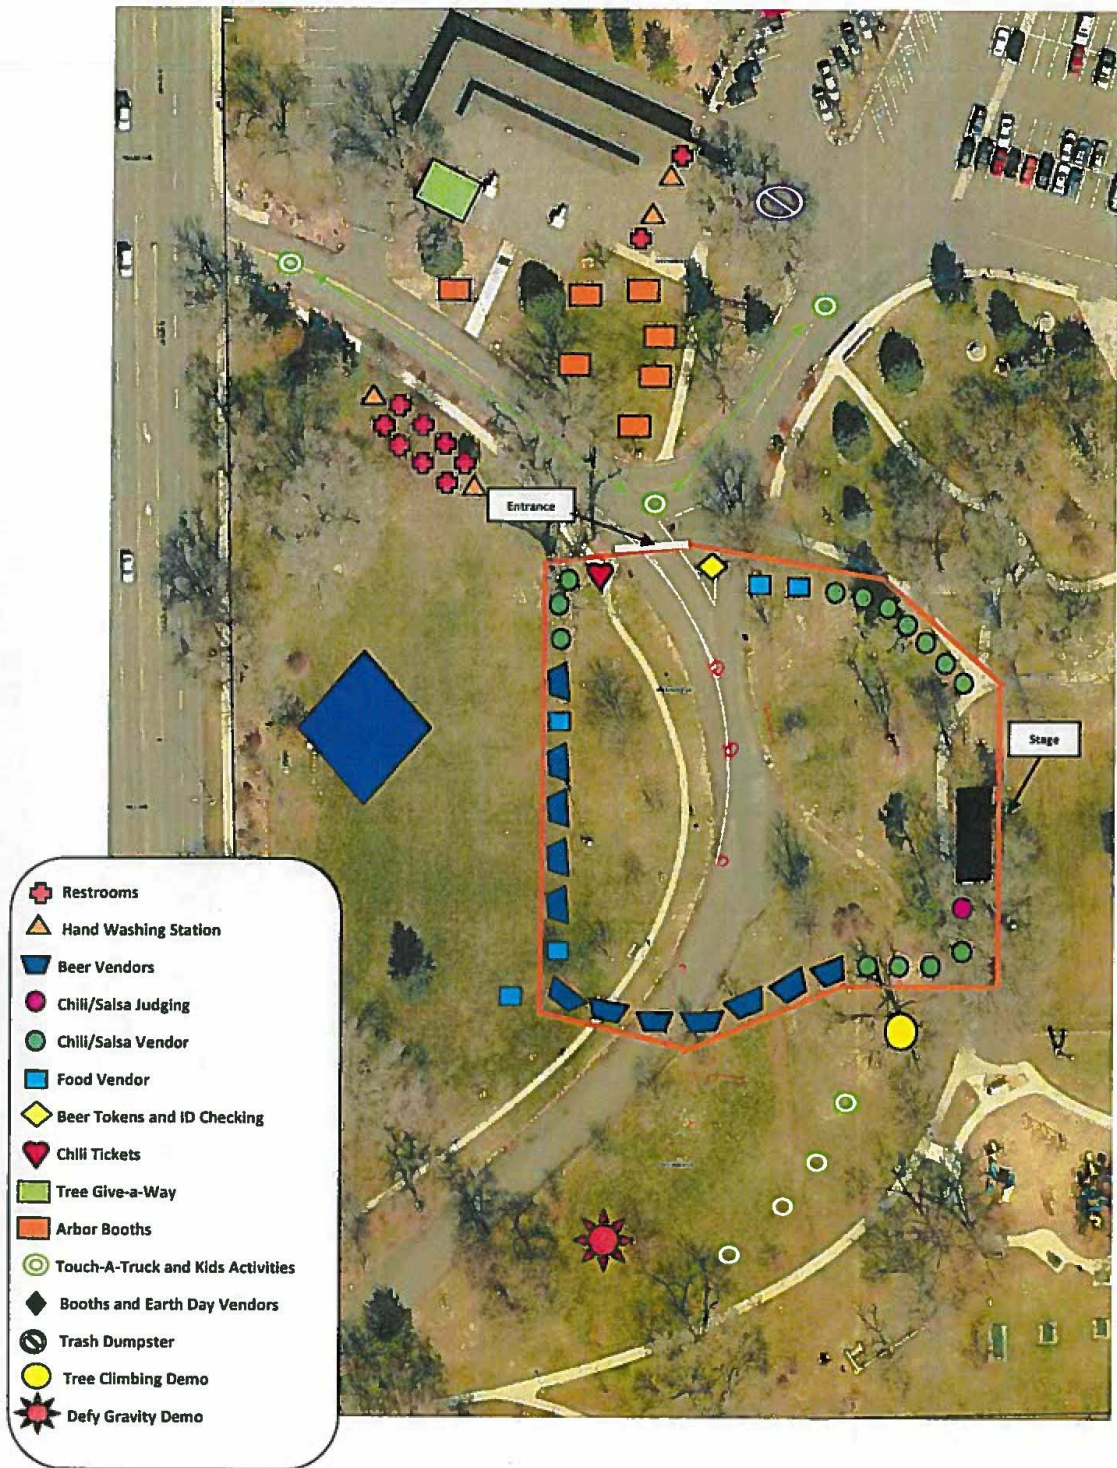 Entrance
Stage
Restrooms
Hand Washing Station
Beer Vendors
Chili/Salsa Judging
Chili/Salsa Vendor
Food Vendor
Beer Tokens and ID Checking
Chili Tickets
Tree Give-a-Way
Arbor Booths
Touch-A-Truck and Kids Activities
Booths and Earth Day Vendors
Trash Dumpster
Tree Climbing Demo
Defy Gravity Demo